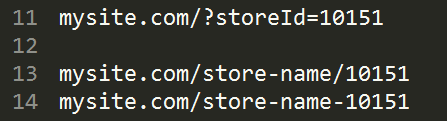 11 mysite.com/?storeId=10151
12
13 mysite.com/store-name/10151
14 mysite.com/store-name-10151